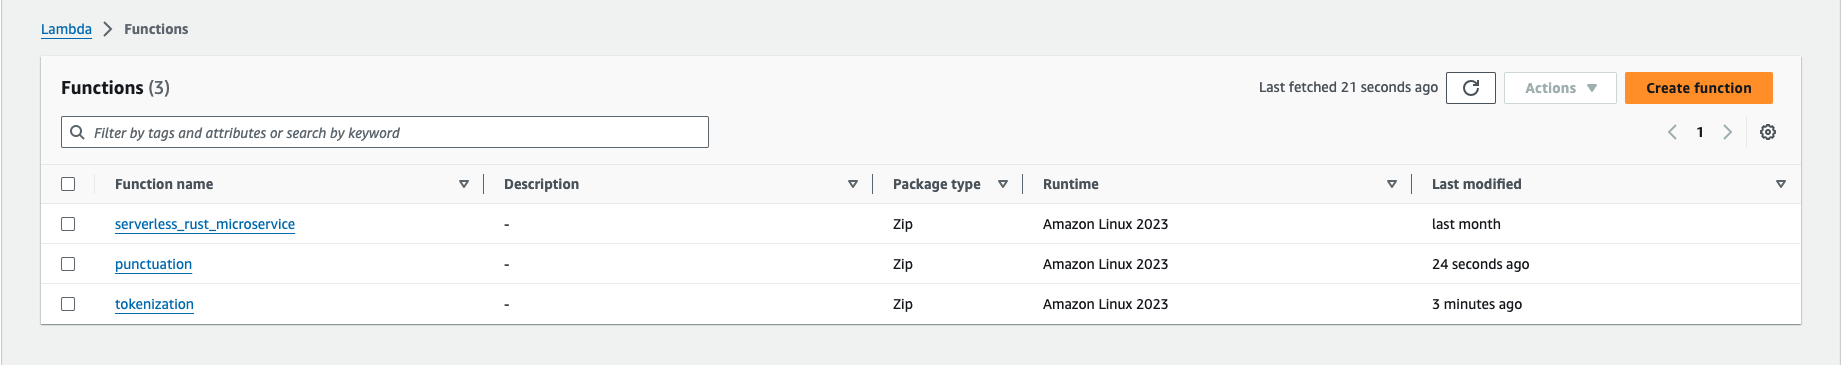 Lambda Functions
Functions (3) Last fetched 21 seconds ago Actions Create function
Filter by tags and attributes or search by keyword 1
Function name Description Package type Runtime Last modified
serverless_rust_microservice - Zip Amazon Linux 2023 last month
punctuation - Zip Amazon Linux 2023 24 seconds ago
tokenization - Zip Amazon Linux 2023 3 minutes ago